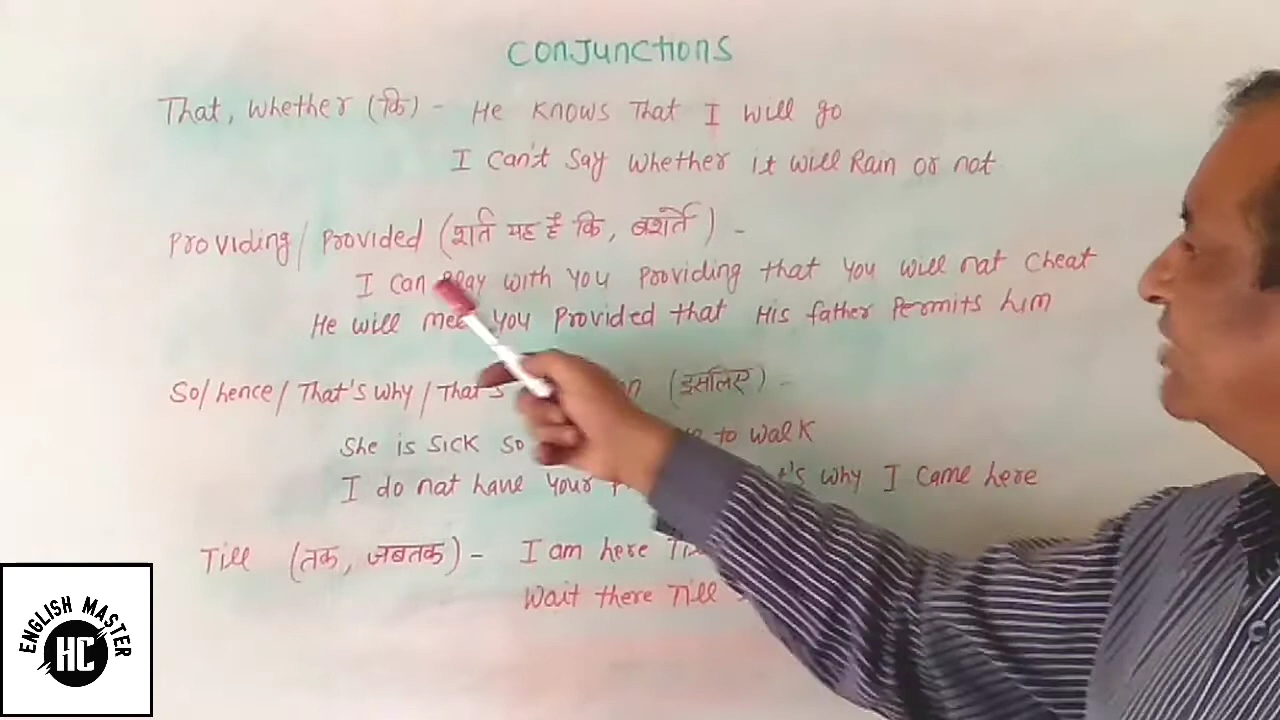 CONJUNCTIONS
That, Whether (कि) - He knows That I will go
I can't Say Whether it will Rain or not
Providing / Provided (शर्त यह है कि, बशर्ते) -
I can play with you Providing that you will nat cheat
He will you Provided that His father Permits him
So / hence / That's why / That's (इसलिए) -
She is sick so to walk
I do nat have your why I came here
Till (तक, जबतक) - I am here
Wait there Till
ENGLISH MASTER
HC